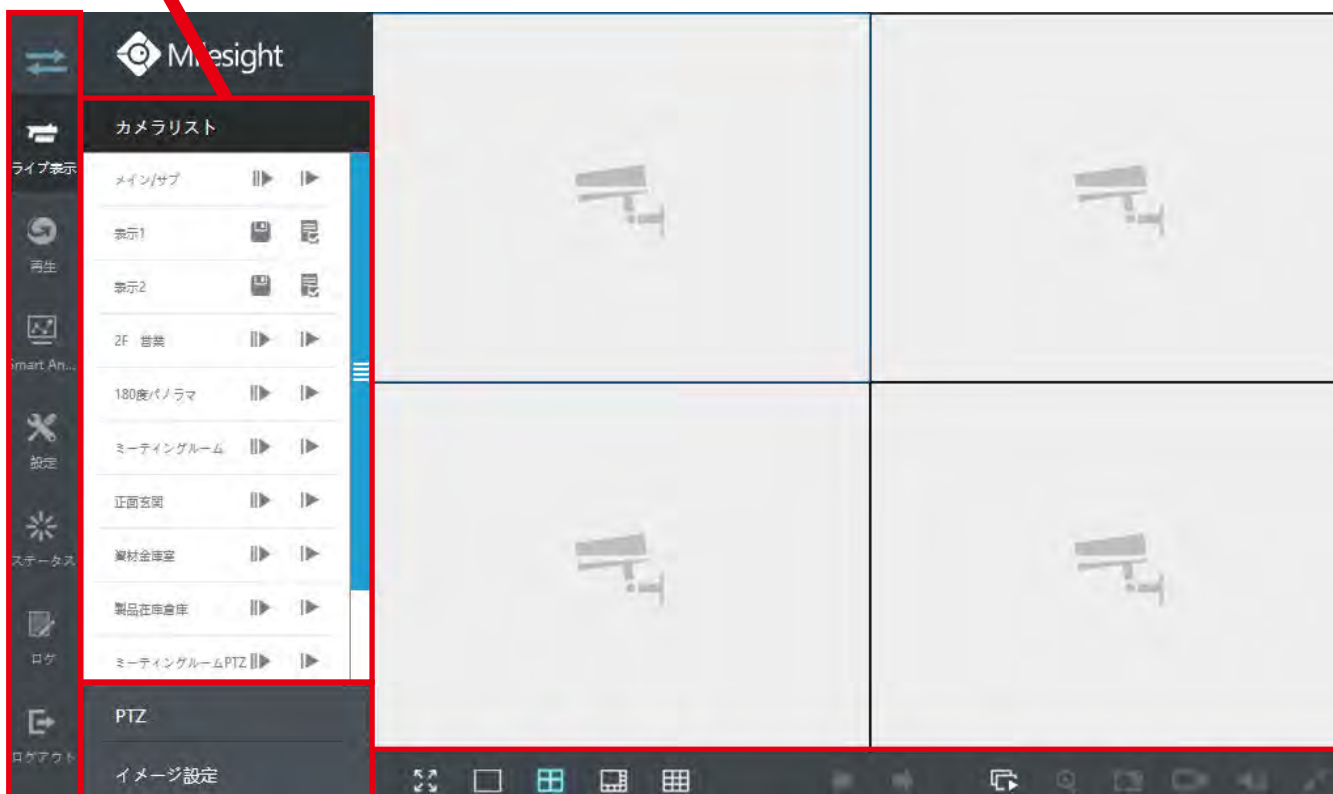 Milesight
ライブ表示
再生
Smart An...
設定
ステータス
ログ
ログアウト
カメラリスト
メイン/サブ
表示1
表示2
2F 営業
180度パノラマ
ミーティングルーム
正面玄関
資材金庫室
製品在庫倉庫
ミーティングルームPTZ
PTZ
イメージ設定